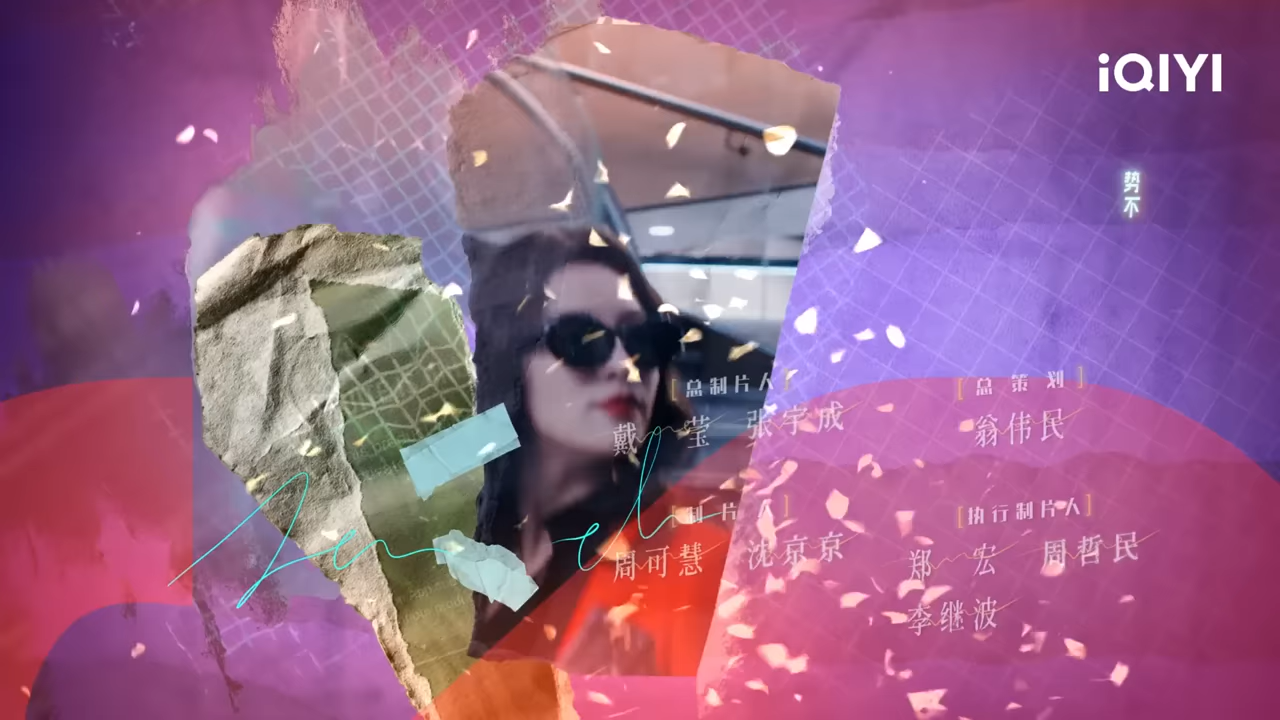 iQIYI
势不
[总制片人]
戴莹 张宇成
[总策划]
翁伟民
[制片人]
周可慧 沈京京
[执行制片人]
郑宏 周哲民
李继波